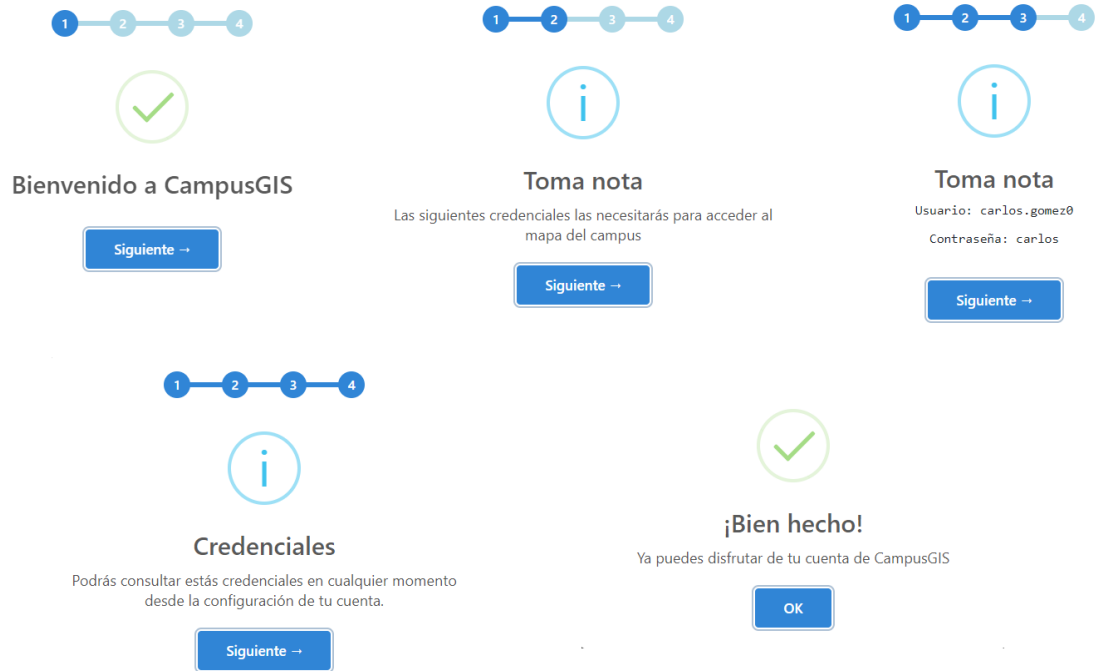 1 2 3 4
Bienvenido a CampusGIS
Siguiente →
1 2 3 4
i
Toma nota
Las siguientes credenciales las necesitarás para acceder al
mapa del campus
Siguiente →
1 2 3 4
i
Toma nota
Usuario: carlos.gomez0
Contraseña: carlos
Siguiente →
1 2 3 4
i
Credenciales
Podrás consultar estás credenciales en cualquier momento
desde la configuración de tu cuenta.
Siguiente →
¡Bien hecho!
Ya puedes disfrutar de tu cuenta de CampusGIS
OK